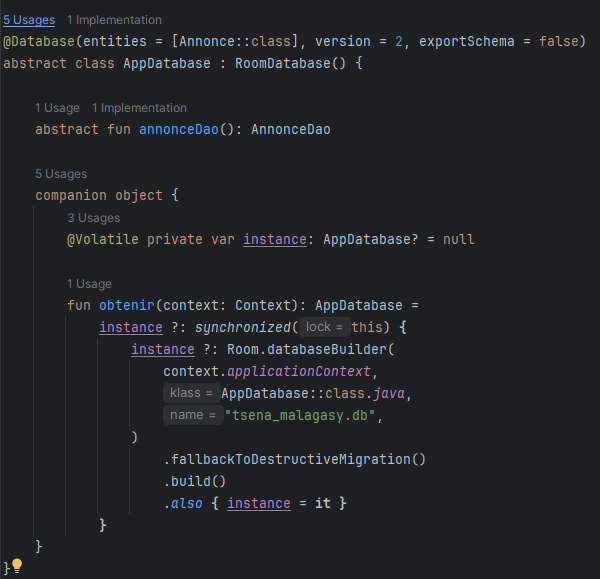 5 Usages   1 Implementation
@Database(entities = [Annonce::class], version = 2, exportSchema = false)
abstract class AppDatabase : RoomDatabase() {
1 Usage   1 Implementation
abstract fun annonceDao(): AnnonceDao
5 Usages
companion object {
3 Usages
@Volatile private var instance: AppDatabase? = null
1 Usage
fun obtenir(context: Context): AppDatabase =
instance ?: synchronized( lock = this) {
instance ?: Room.databaseBuilder(
context.applicationContext,
klass = AppDatabase::class.java,
name = "tsena_malagasy.db",
)
.fallbackToDestructiveMigration()
.build()
.also { instance = it }
}
}
}